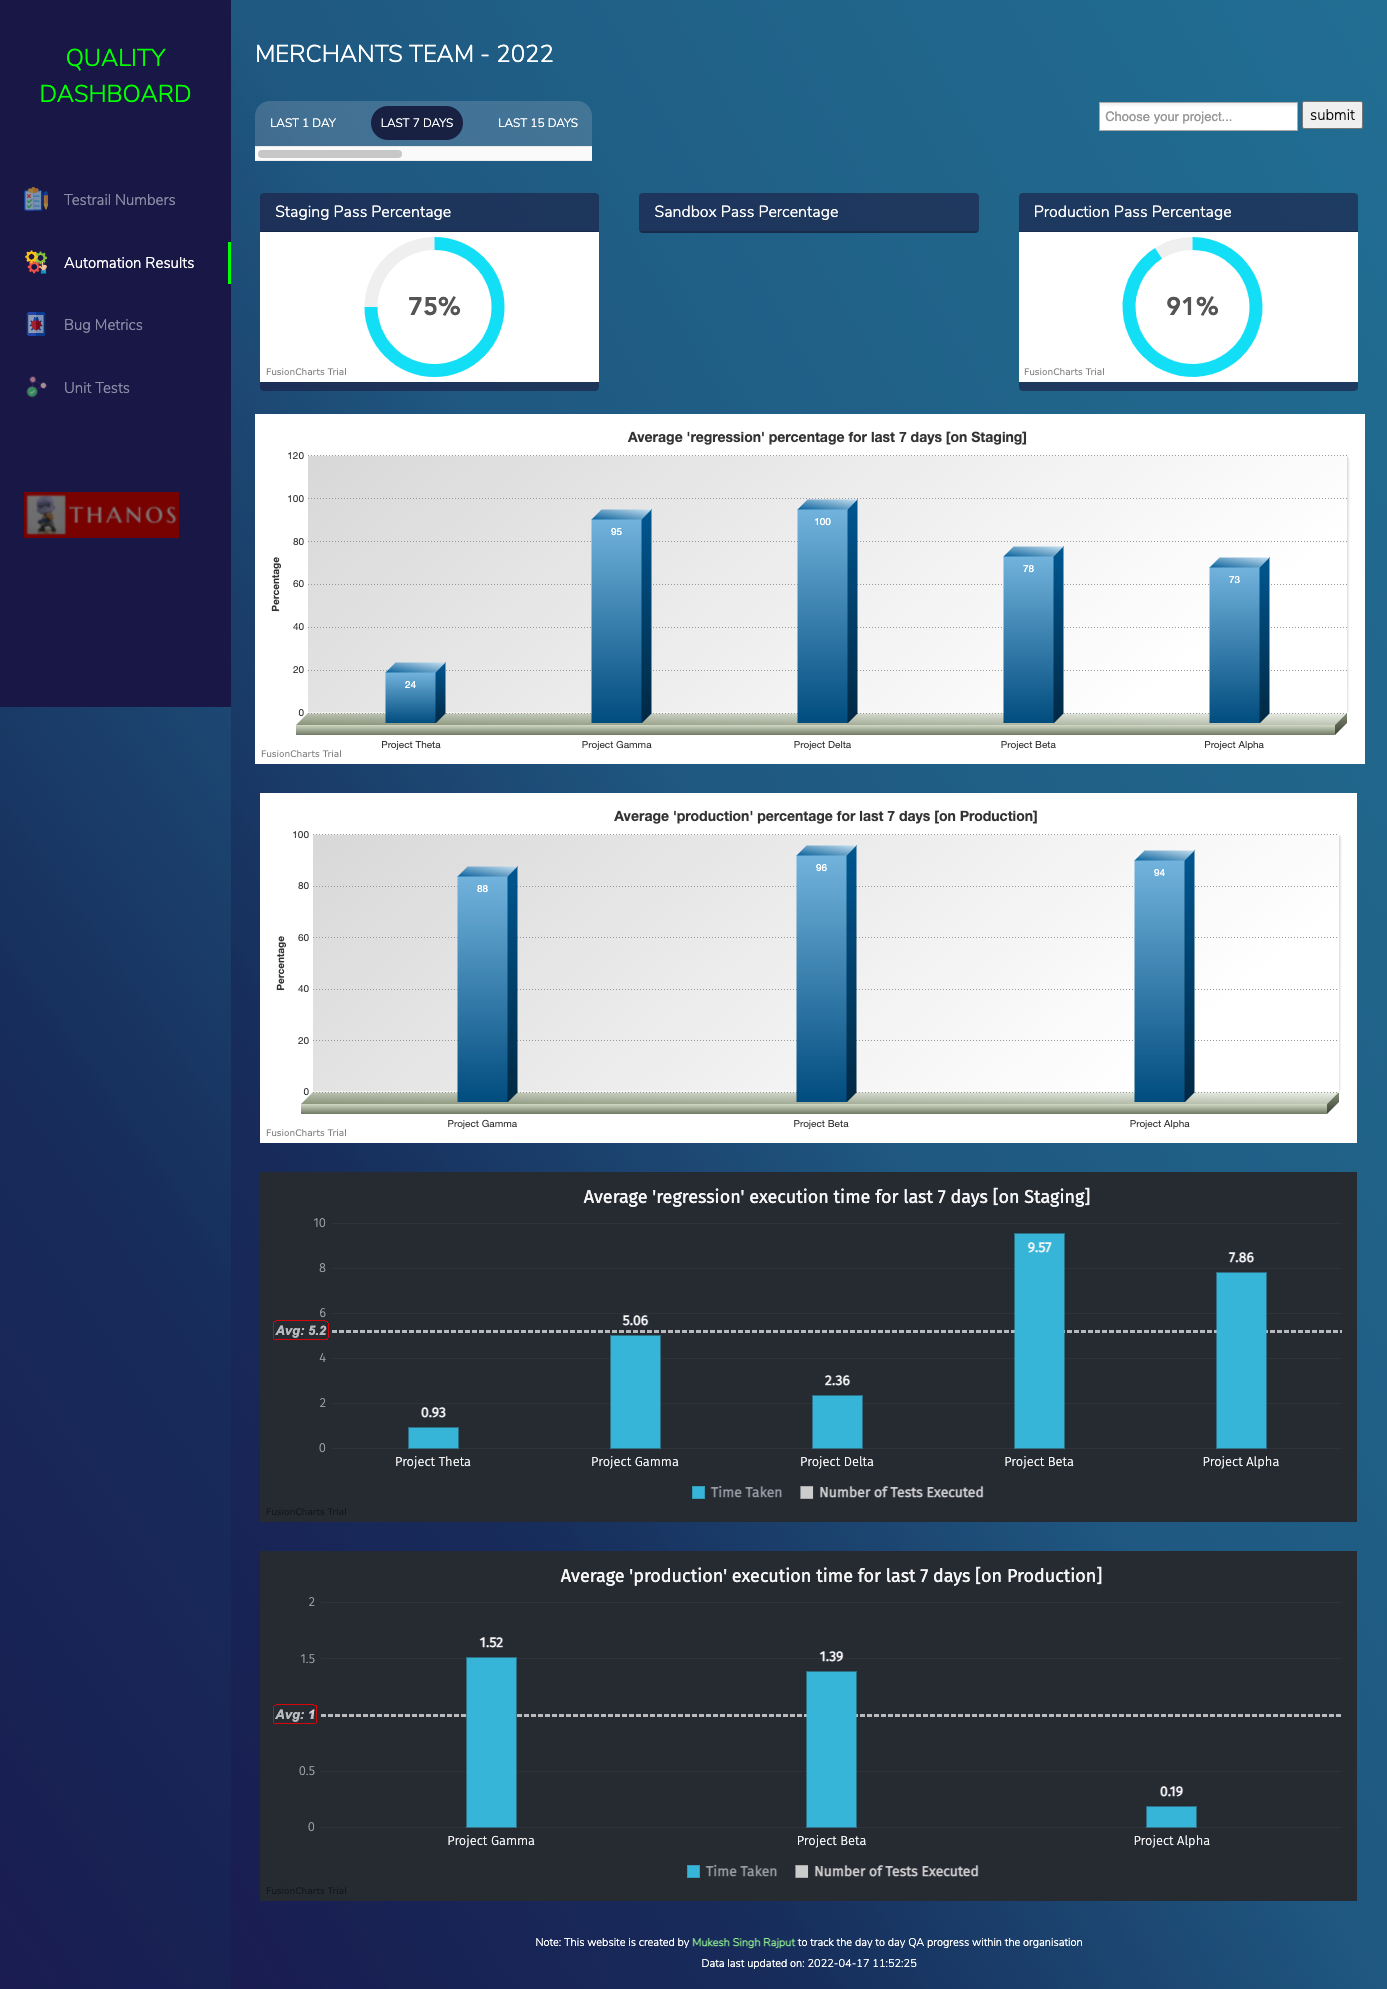 QUALITY
DASHBOARD
Testrail Numbers
Automation Results
Bug Metrics
Unit Tests
THANOS
MERCHANTS TEAM - 2022
LAST 1 DAY
LAST 7 DAYS
LAST 15 DAYS
Choose your project...
submit
Staging Pass Percentage
75%
FusionCharts Trial
Sandbox Pass Percentage
Production Pass Percentage
91%
FusionCharts Trial
Average 'regression' percentage for last 7 days [on Staging]
Percentage
120
100
80
60
40
20
0
24
95
100
78
73
Project Theta
Project Gamma
Project Delta
Project Beta
Project Alpha
FusionCharts Trial
Average 'production' percentage for last 7 days [on Production]
Percentage
100
80
60
40
20
0
88
96
94
Project Gamma
Project Beta
Project Alpha
FusionCharts Trial
Average 'regression' execution time for last 7 days [on Staging]
10
8
6
Avg: 5.2
4
2
0
0.93
5.06
2.36
9.57
7.86
Project Theta
Project Gamma
Project Delta
Project Beta
Project Alpha
Time Taken
Number of Tests Executed
FusionCharts Trial
Average 'production' execution time for last 7 days [on Production]
2
1.5
Avg: 1
0.5
0
1.52
1.39
0.19
Project Gamma
Project Beta
Project Alpha
Time Taken
Number of Tests Executed
FusionCharts Trial
Note: This website is created by Mukesh Singh Rajput to track the day to day QA progress within the organisation
Data last updated on: 2022-04-17 11:52:25